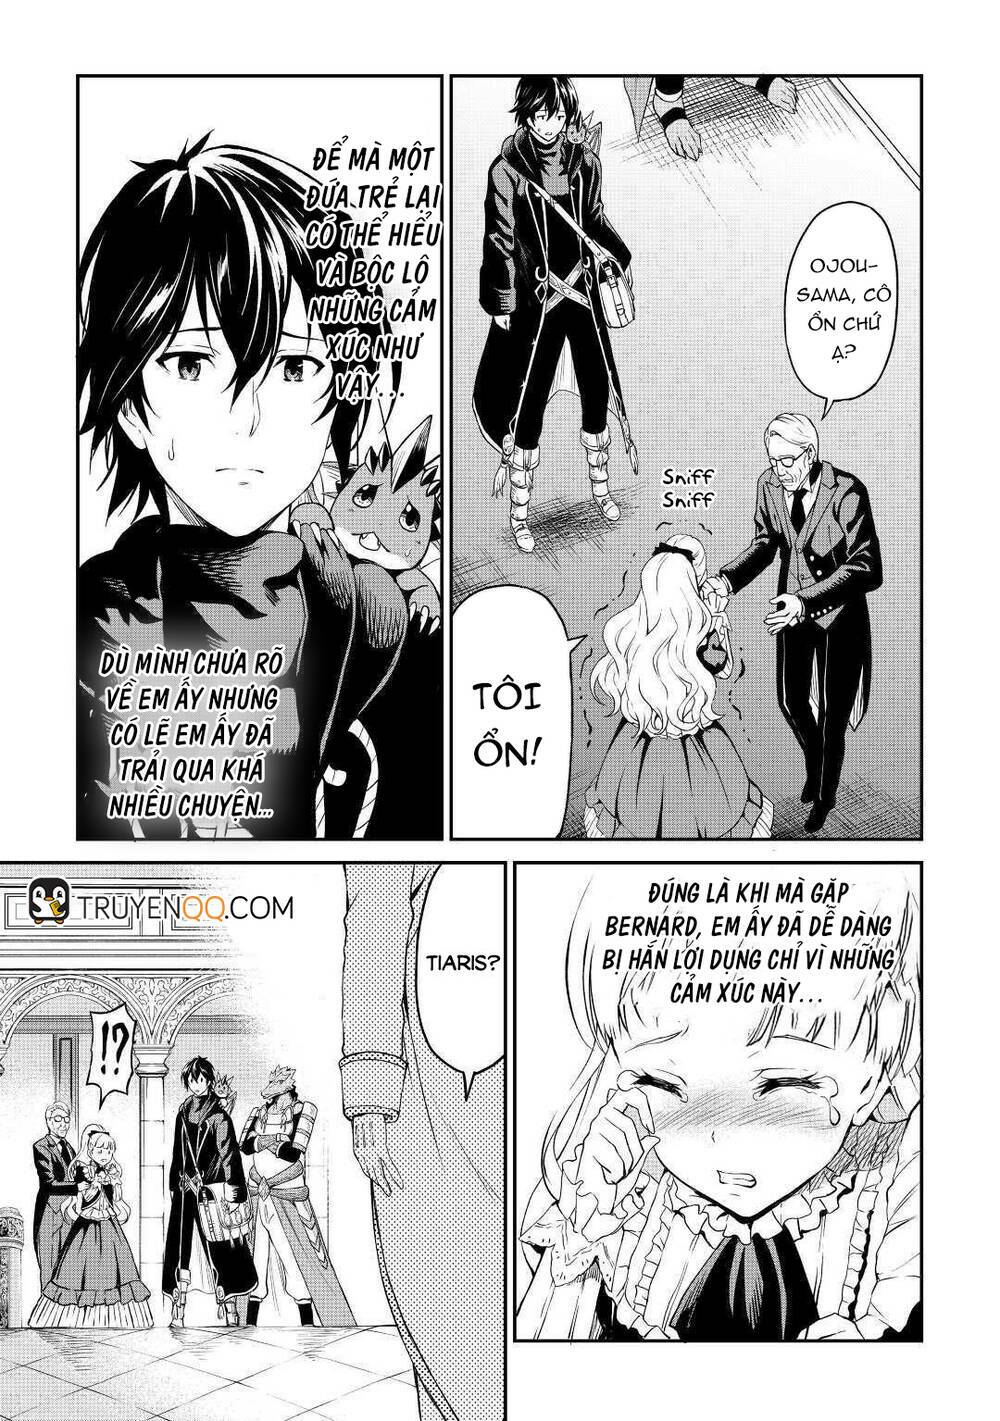 OJOU-
SAMA, CÔ
ỔN CHỨ
Ạ?
Sniff
Sniff
TÔI
ỔN!
ĐỂ MÀ MỘT
ĐỨA TRẺ LẠI
CÓ THỂ HIỂU
VÀ BỘC LỘ
NHỮNG CẢM
XÚC NHƯ
VẬY...
DÙ MÌNH CHƯA RÕ
VỀ EM ẤY NHƯNG
CÓ LẼ EM ẤY ĐÃ
TRẢI QUA KHÁ
NHIỀU CHUYỆN...
ĐÚNG LÀ KHI MÀ GẶP
BERNARD, EM ẤY ĐÃ DỄ DÀNG
BỊ HẮN LỢI DỤNG CHỈ VÌ NHỮNG
CẢM XÚC NÀY...
TIARIS?
!?
TRUYENQQ.COM